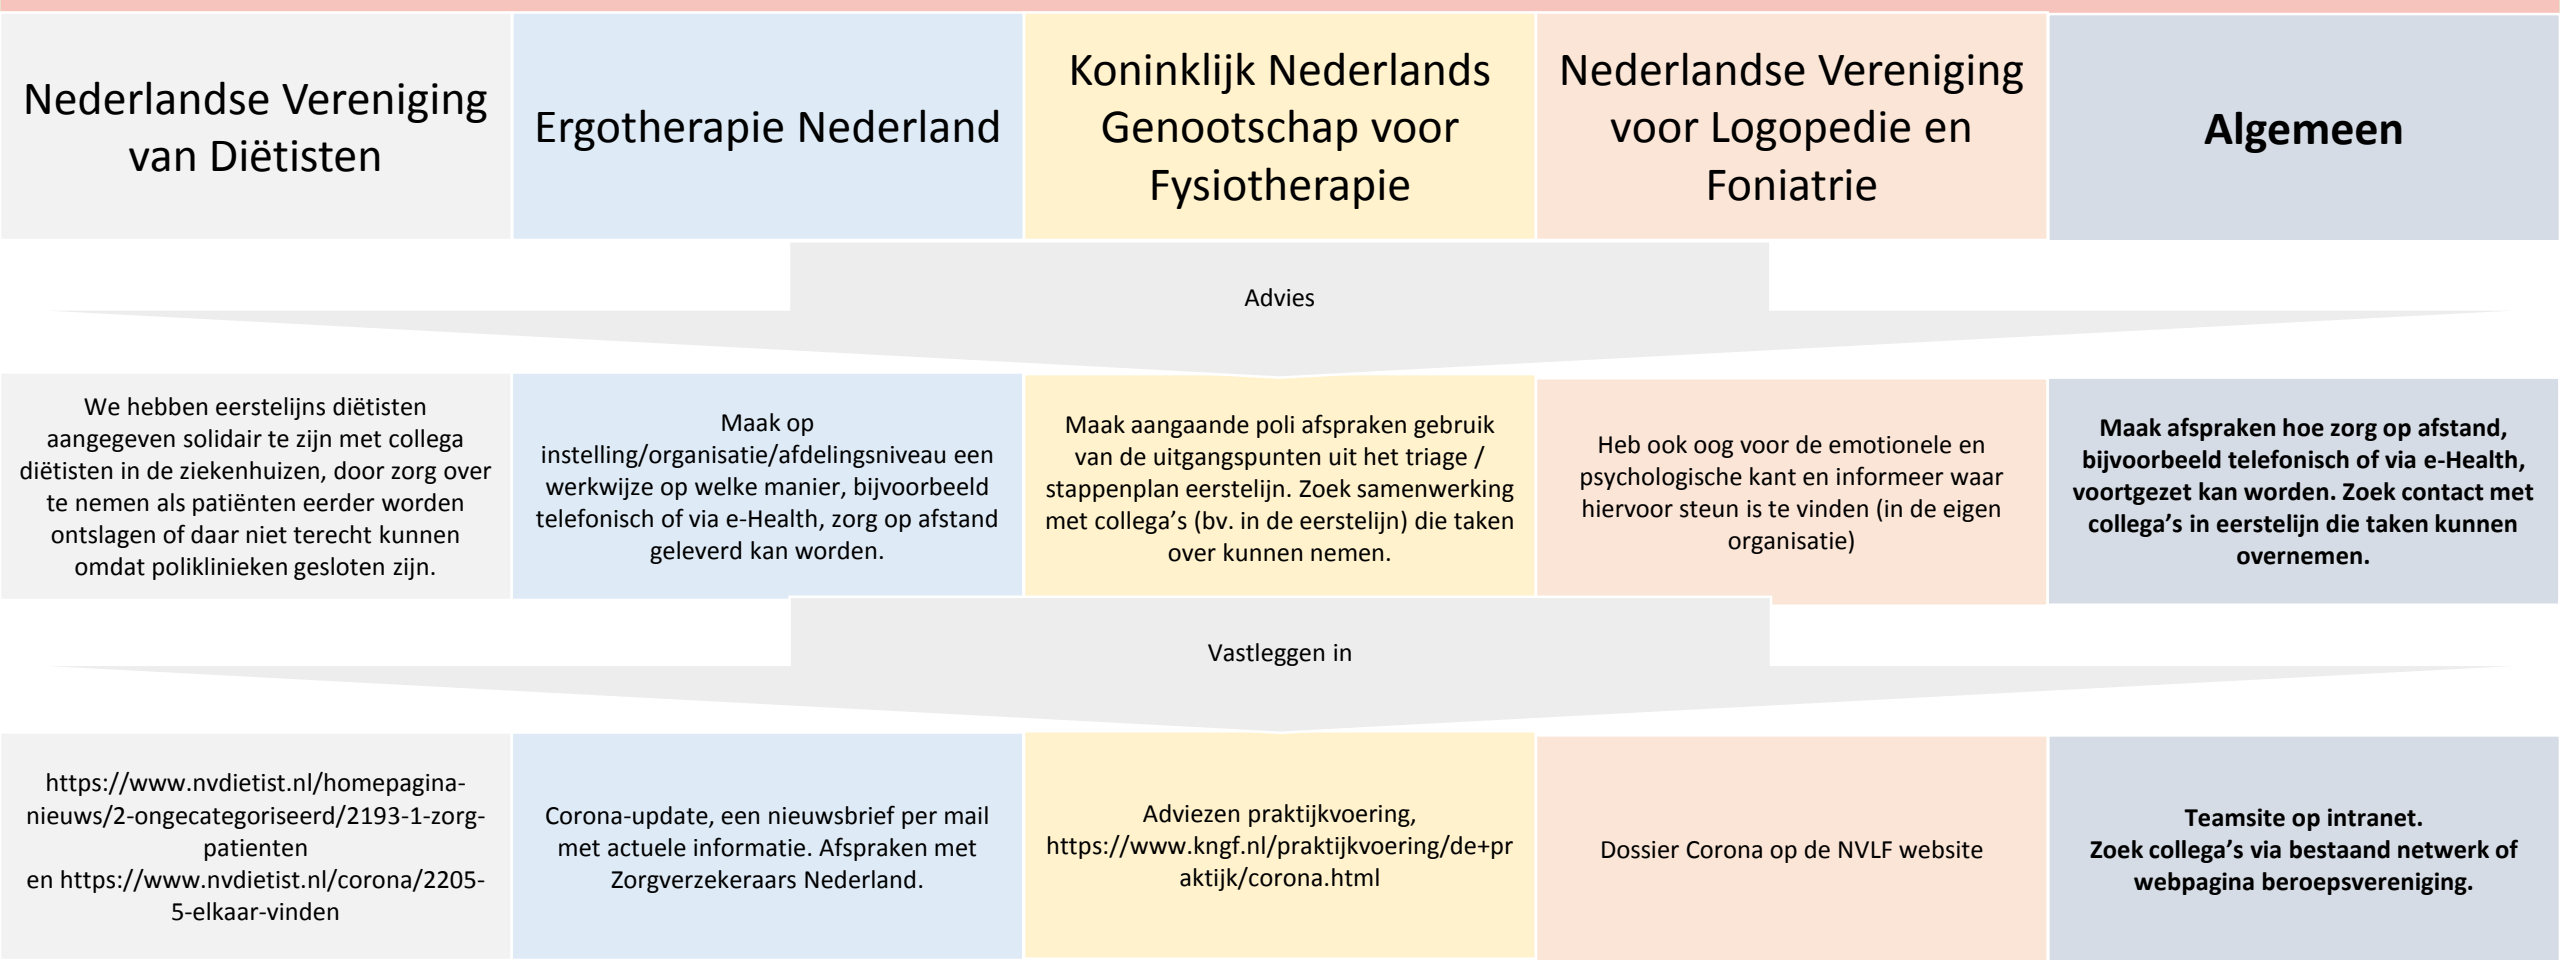 Nederlandse Vereniging
van Diëtisten
Ergotherapie Nederland
Koninklijk Nederlands
Genootschap voor
Fysiotherapie
Nederlandse Vereniging
voor Logopedie en
Foniatrie
Algemeen
Advies
We hebben eerstelijns diëtisten
aangegeven solidair te zijn met collega
diëtisten in de ziekenhuizen, door zorg over
te nemen als patiënten eerder worden
ontslagen of daar niet terecht kunnen
omdat poliklinieken gesloten zijn.
Maak op
instelling/organisatie/afdelingsniveau een
werkwijze op welke manier, bijvoorbeeld
telefonisch of via e-Health, zorg op afstand
geleverd kan worden.
Maak aangaande poli afspraken gebruik
van de uitgangspunten uit het triage /
stappenplan eerstelijn. Zoek samenwerking
met collega's (bv. in de eerstelijn) die taken
over kunnen nemen.
Heb ook oog voor de emotionele en
psychologische kant en informeer waar
hiervoor steun is te vinden (in de eigen
organisatie)
Maak afspraken hoe zorg op afstand,
bijvoorbeeld telefonisch of via e-Health,
voortgezet kan worden. Zoek contact met
collega's in eerstelijn die taken kunnen
overnemen.
Vastleggen in
https://www.nvdietist.nl/homepagina-
nieuws/2-ongecategoriseerd/2193-1-zorg-
patienten
en https://www.nvdietist.nl/corona/2205-
5-elkaar-vinden
Corona-update, een nieuwsbrief per mail
met actuele informatie. Afspraken met
Zorgverzekeraars Nederland.
Adviezen praktijkvoering,
https://www.kngf.nl/praktijkvoering/de+pr
aktijk/corona.html
Dossier Corona op de NVLF website
Teamsite op intranet.
Zoek collega's via bestaand netwerk of
webpagina beroepsvereniging.